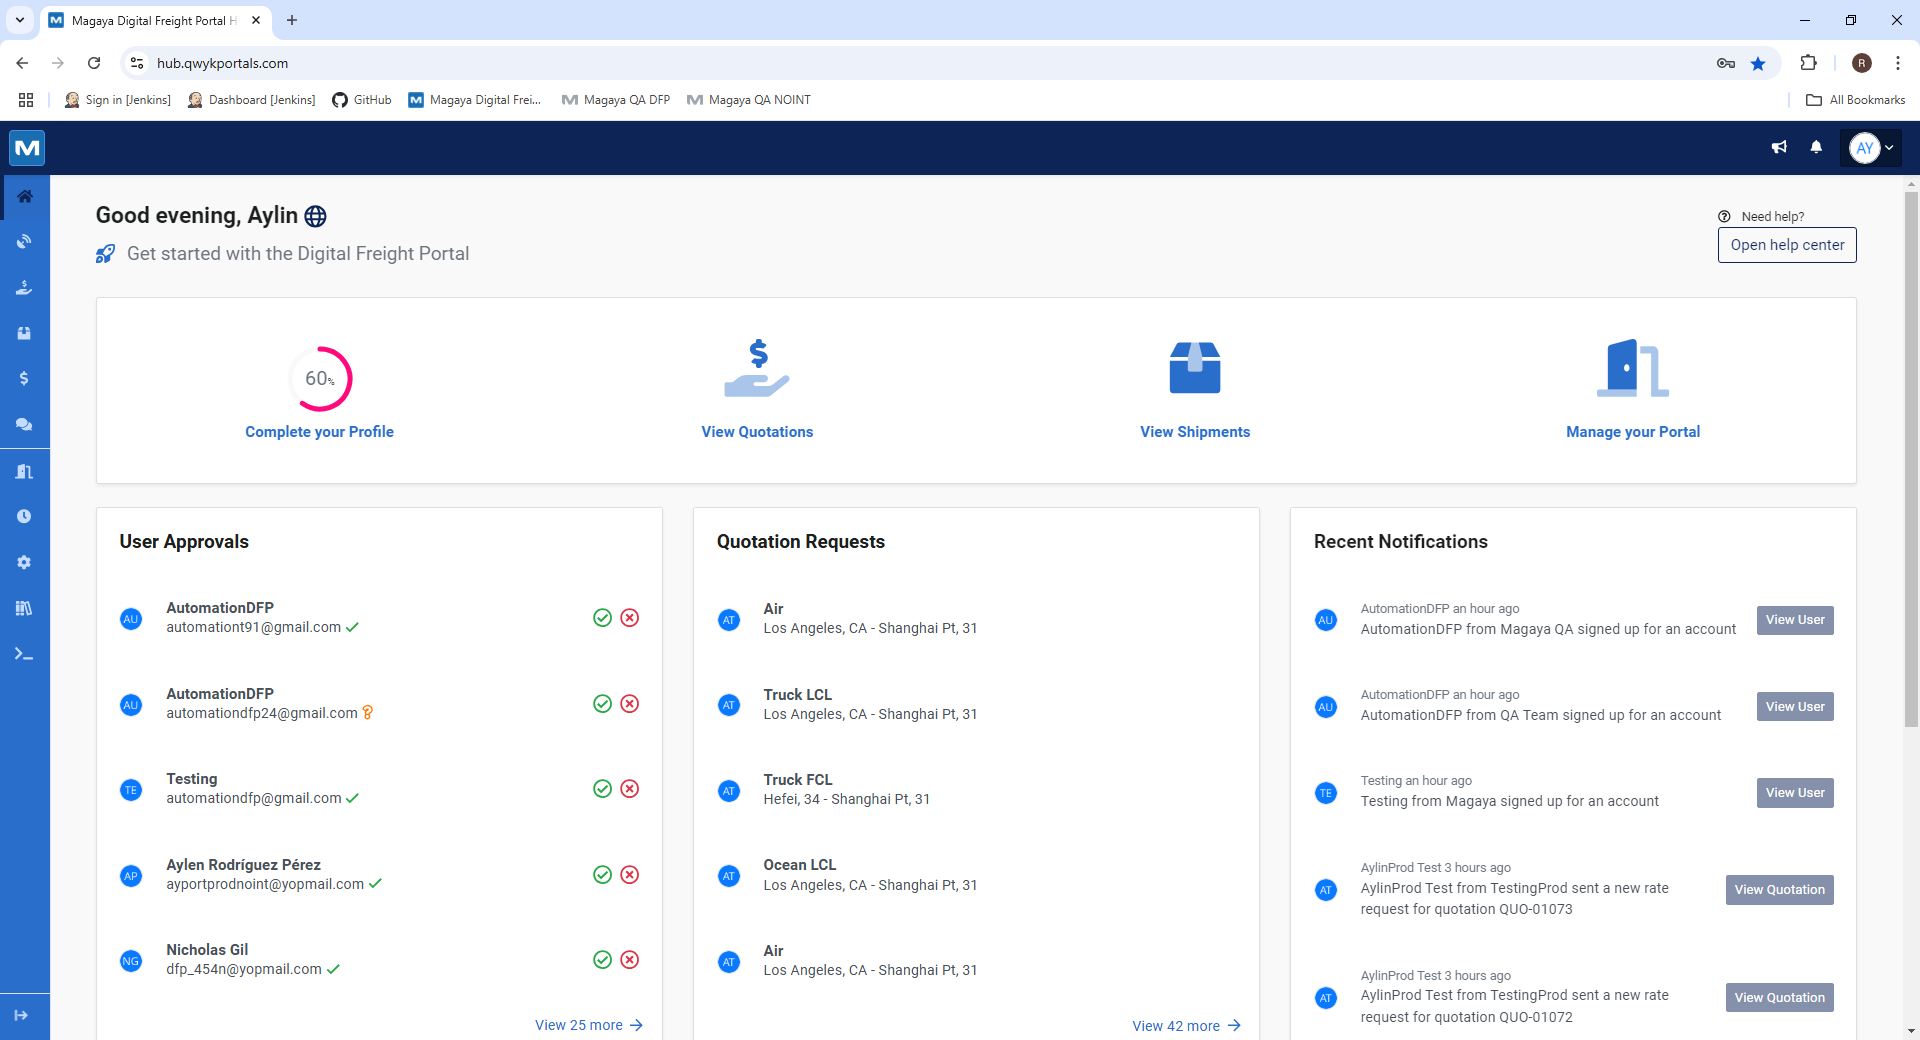 Magaya Digital Freight Portal H
hub.qwykportals.com
R
Sign in [Jenkins]
Dashboard [Jenkins]
GitHub
Magaya Digital Frei...
Magaya QA DFP
Magaya QA NOINT
All Bookmarks
AY
Good evening, Aylin
Get started with the Digital Freight Portal
Need help?
Open help center
60%
Complete your Profile
View Quotations
View Shipments
Manage your Portal
User Approvals
AU
AutomationDFP
automationt91@gmail.com
AU
AutomationDFP
automationdfp24@gmail.com
TE
Testing
automationdfp@gmail.com
AP
Aylen Rodríguez Pérez
ayportprodnoint@yopmail.com
NG
Nicholas Gil
dfp_454n@yopmail.com
View 25 more
Quotation Requests
AT
Air
Los Angeles, CA - Shanghai Pt, 31
AT
Truck LCL
Los Angeles, CA - Shanghai Pt, 31
AT
Truck FCL
Hefei, 34 - Shanghai Pt, 31
AT
Ocean LCL
Los Angeles, CA - Shanghai Pt, 31
AT
Air
Los Angeles, CA - Shanghai Pt, 31
View 42 more
Recent Notifications
AU
AutomationDFP an hour ago
AutomationDFP from Magaya QA signed up for an account
View User
AU
AutomationDFP an hour ago
AutomationDFP from QA Team signed up for an account
View User
TE
Testing an hour ago
Testing from Magaya signed up for an account
View User
AT
AylinProd Test 3 hours ago
AylinProd Test from TestingProd sent a new rate
request for quotation QUO-01073
View Quotation
AT
AylinProd Test 3 hours ago
AylinProd Test from TestingProd sent a new rate
request for quotation QUO-01072
View Quotation